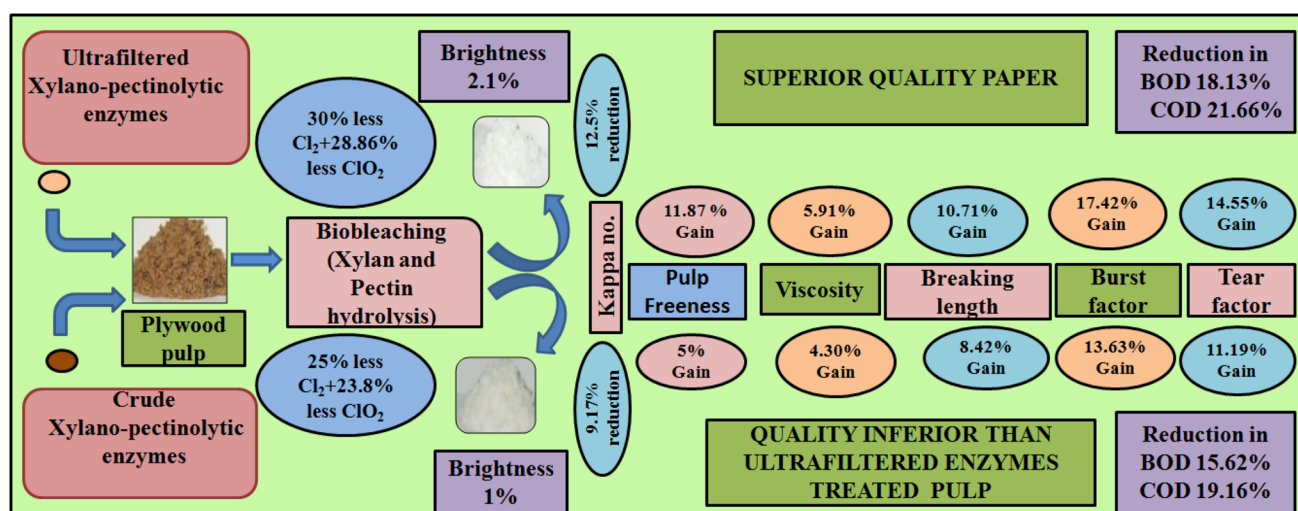 Ultrafiltered
Xylano-pectinolytic
enzymes
30% less
Cl₂+28.86%
less ClO₂
Brightness
2.1%
12.5%
reduction
SUPERIOR QUALITY PAPER
Reduction in
BOD 18.13%
COD 21.66%
Plywood
pulp
Biobleaching
(Xylan and
Pectin
hydrolysis)
Kappa no.
11.87 %
Gain
5.91%
Gain
10.71%
Gain
17.42%
Gain
14.55%
Gain
Pulp
Freeness
Viscosity
Breaking
length
Burst
factor
Tear
factor
5%
Gain
4.30%
Gain
8.42%
Gain
13.63%
Gain
11.19%
Gain
Crude
Xylano-pectinolytic
enzymes
25% less
Cl₂+23.8%
less ClO₂
Brightness
1%
9.17%
reduction
QUALITY INFERIOR THAN
ULTRAFILTERED ENZYMES
TREATED PULP
Reduction in
BOD 15.62%
COD 19.16%